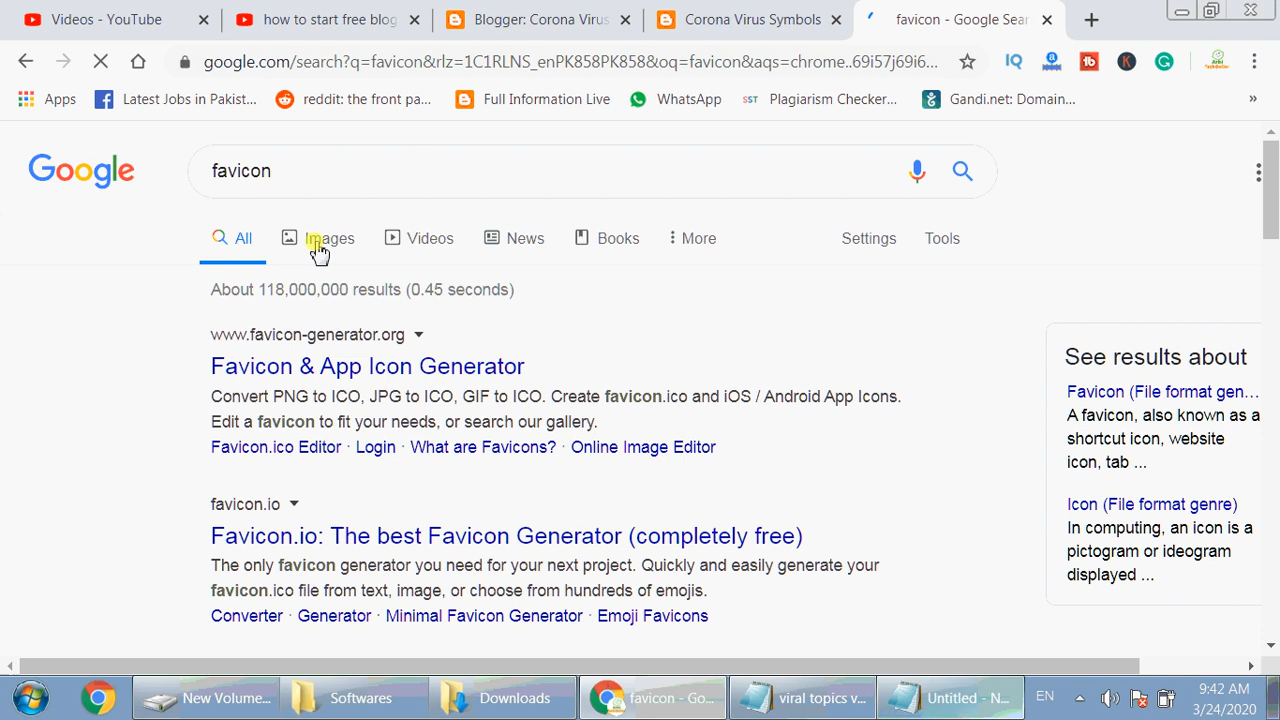 Videos - YouTube
how to start free blog
Blogger: Corona Virus
Corona Virus Symbols
favicon - Google Sear
google.com/search?q=favicon&rlz=1C1RLNS_enPK858PK858&oq=favicon&aqs=chrome..69i57j69i6...
Apps
Latest Jobs in Pakist...
reddit: the front pa...
Full Information Live
WhatsApp
SST
Plagiarism Checker...
Gandi.net: Domain...
»
Google
favicon
All
Images
Videos
News
Books
More
Settings
Tools
About 118,000,000 results (0.45 seconds)
www.favicon-generator.org
Favicon & App Icon Generator
Convert PNG to ICO, JPG to ICO, GIF to ICO. Create favicon.ico and iOS / Android App Icons.
Edit a favicon to fit your needs, or search our gallery.
Favicon.ico Editor · Login · What are Favicons? · Online Image Editor
favicon.io
Favicon.io: The best Favicon Generator (completely free)
The only favicon generator you need for your next project. Quickly and easily generate your
favicon.ico file from text, image, or choose from hundreds of emojis.
Converter · Generator · Minimal Favicon Generator · Emoji Favicons
See results about
Favicon (File format gen...
A favicon, also known as a
shortcut icon, website
icon, tab ...
Icon (File format genre)
In computing, an icon is a
pictogram or ideogram
displayed ...
New Volume...
Softwares
Downloads
favicon - Go...
viral topics v...
Untitled - N...
EN
9:42 AM
3/24/2020